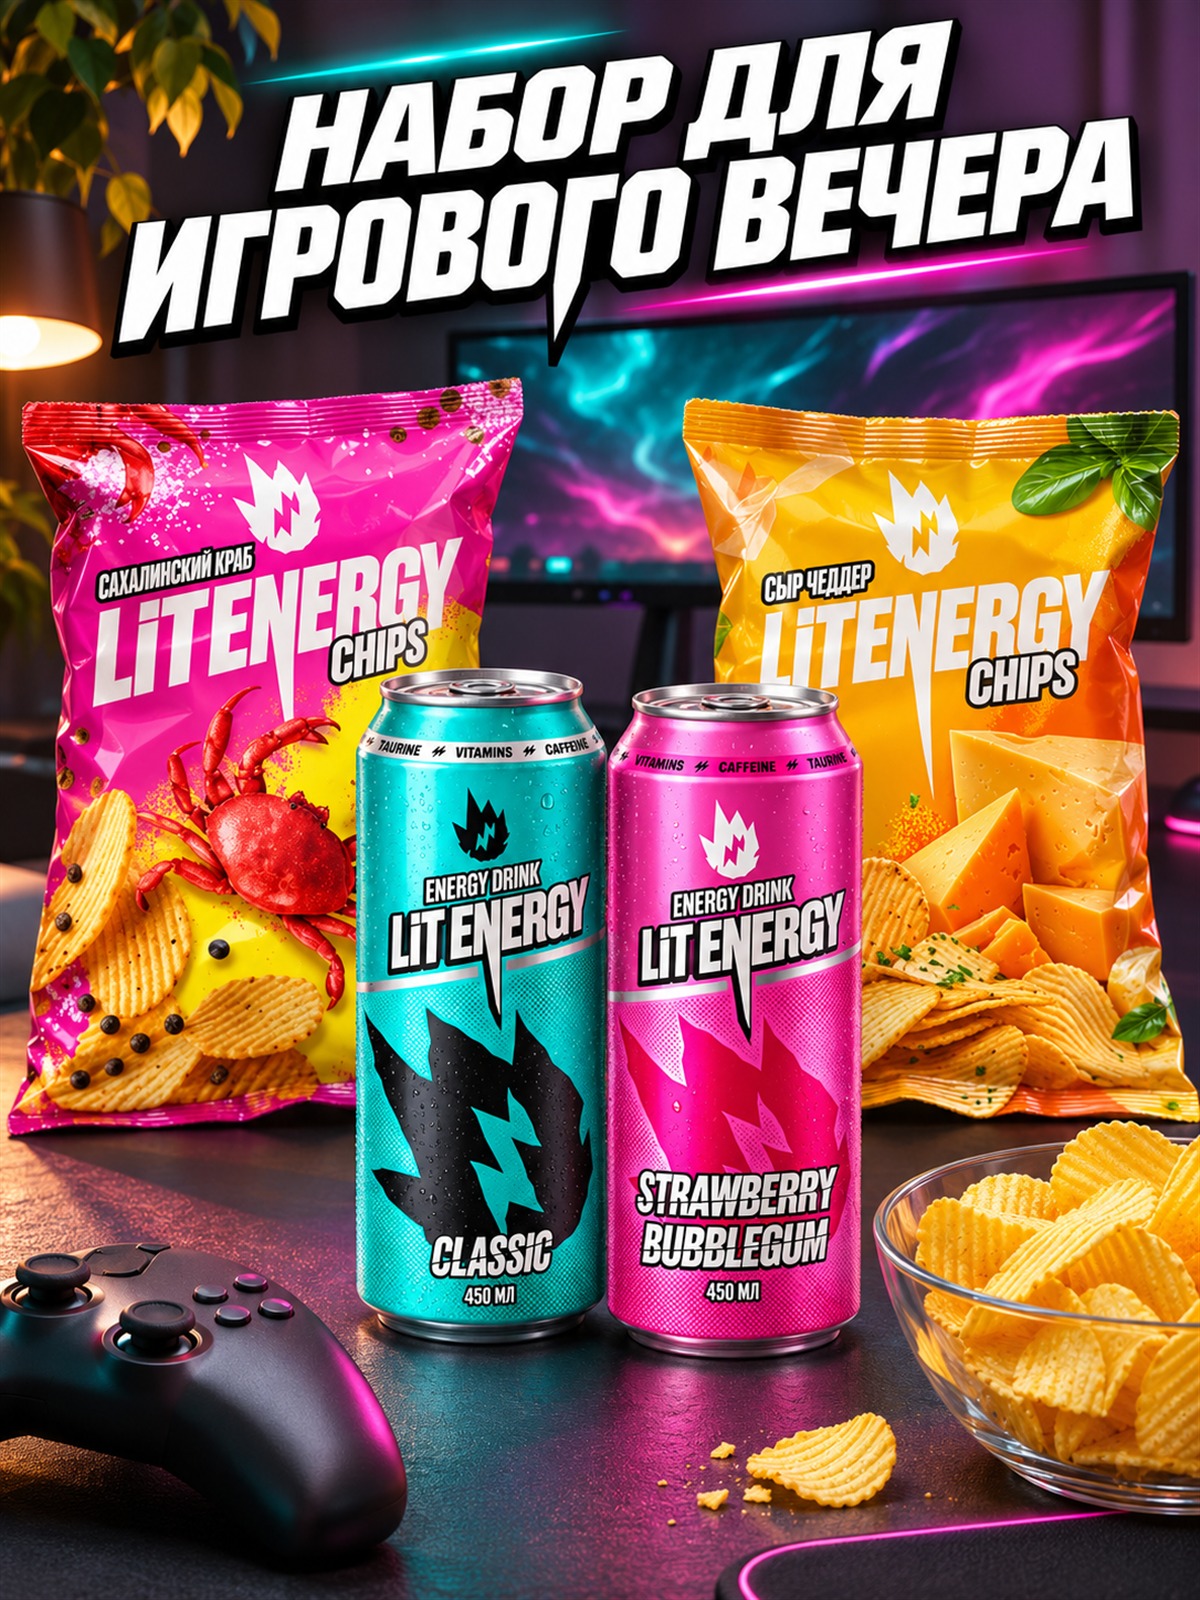 НАБОР ДЛЯ
ИГРОВОГО ВЕЧЕРА
САХАЛИНСКИЙ КРАБ
LiTENERGY
CHIPS
СЫР ЧЕДДЕР
LiTENERGY
CHIPS
TAURINE VITAMINS CAFFEINE
ENERGY DRINK
LiT ENERGY
CLASSIC
450 МЛ
VITAMINS CAFFEINE TAURINE
ENERGY DRINK
LiT ENERGY
STRAWBERRY
BUBBLEGUM
450 МЛ